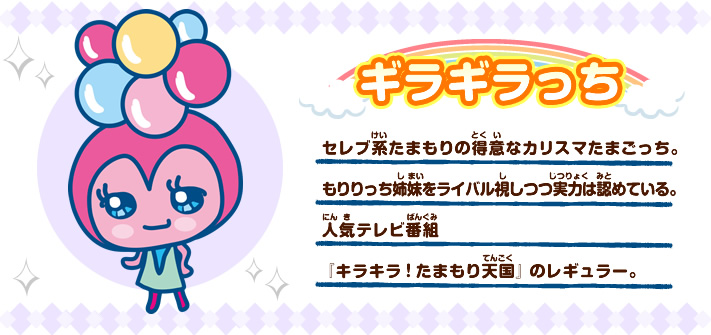 ギラギラっち
セレブ系たまもりの得意なカリスマたまごっち。
もりりっち姉妹をライバル視しつつ実力は認めている。
人気テレビ番組
『キラキラ！たまもり天国』のレギュラー。